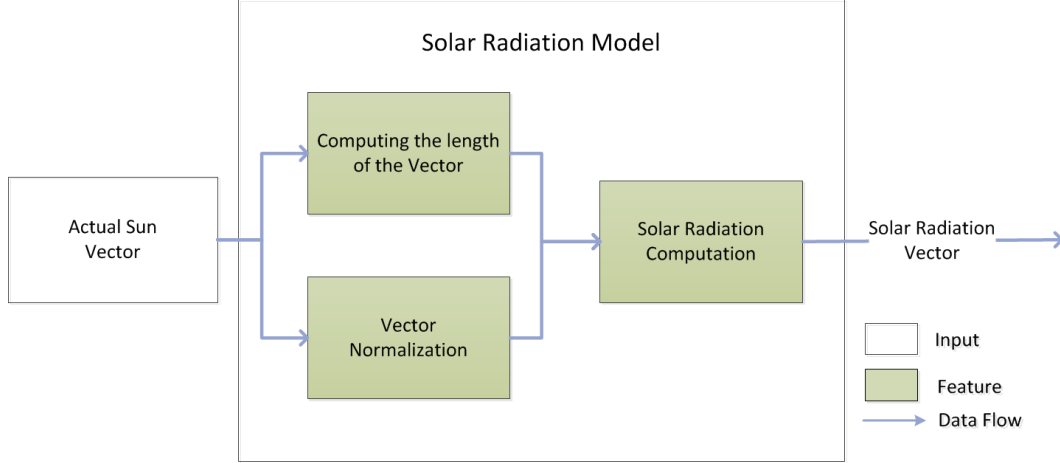 Solar Radiation Model
Computing the length
of the Vector
Actual Sun
Vector
Solar Radiation
Computation
Solar Radiation
Vector
Vector
Normalization
Input
Feature
Data Flow